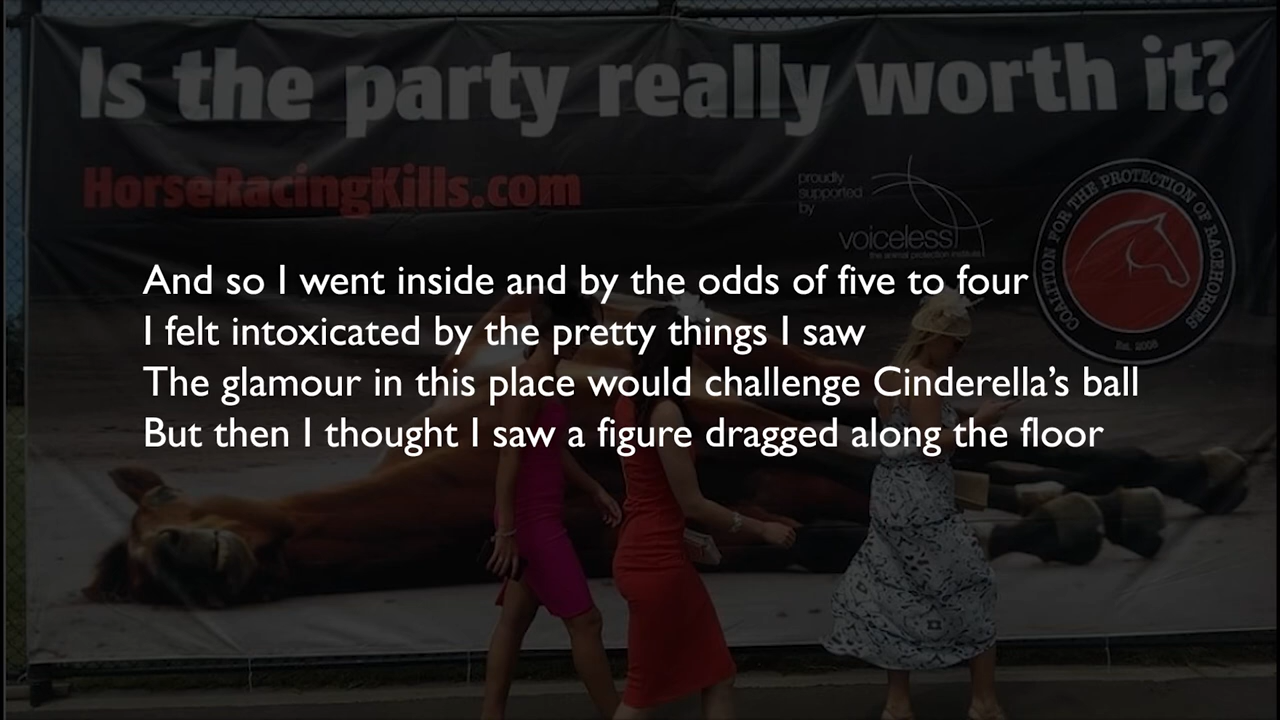 Is the party really worth it?
HorseRacingKills.com
proudly
supported
by
voiceless
the animal protection institute
COALITION FOR THE PROTECTION OF RACEHORSES
Est. 2008
And so I went inside and by the odds of five to four
I felt intoxicated by the pretty things I saw
The glamour in this place would challenge Cinderella’s ball
But then I thought I saw a figure dragged along the floor